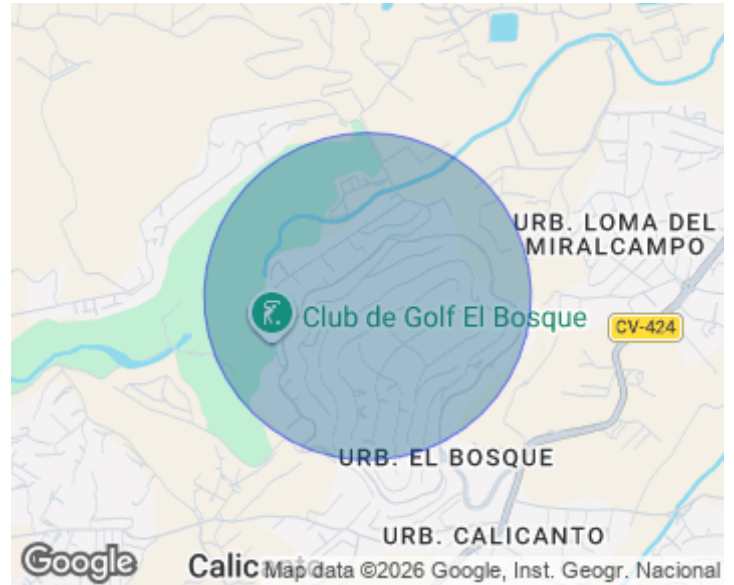 URB. LOMA DEL
MIRALCAMPO
Club de Golf El Bosque
CV-424
URB. EL BOSQUE
URB. CALICANTO
Calicanto
Google
Map data ©2026 Google, Inst. Geogr. Nacional